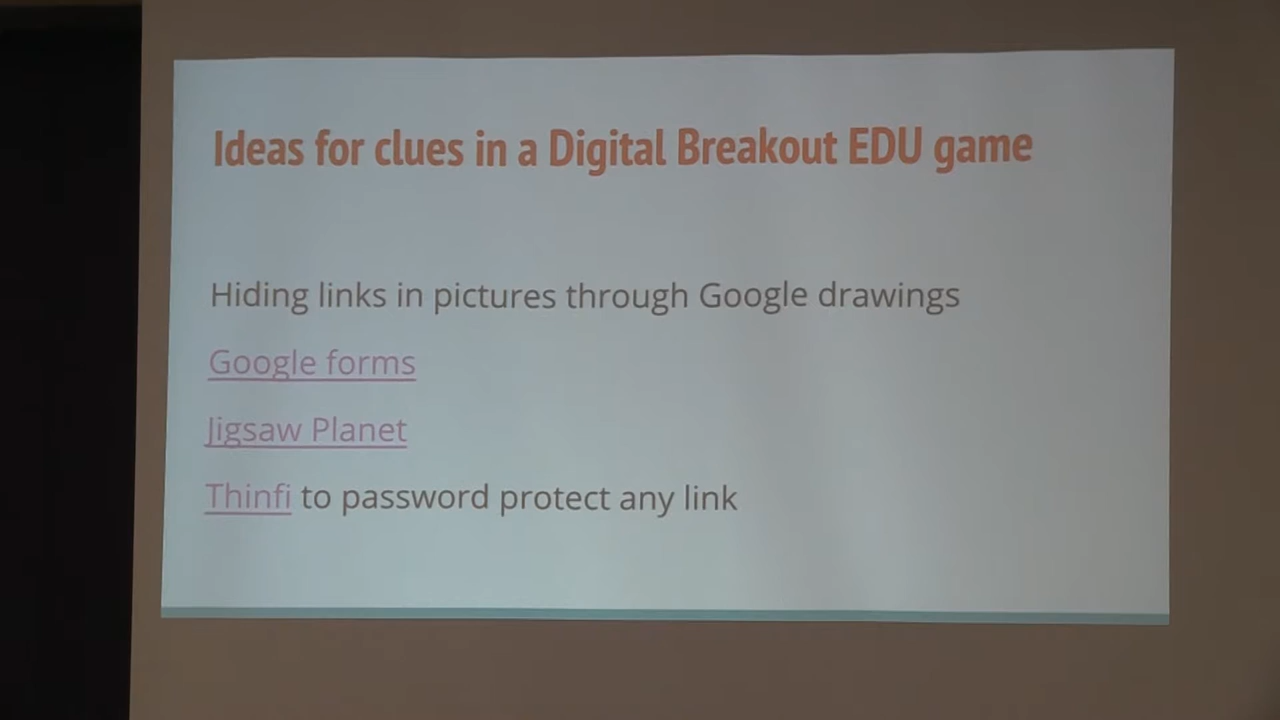 Ideas for clues in a Digital Breakout EDU game
Hiding links in pictures through Google drawings
Google forms
Jigsaw Planet
Thinfi to password protect any link